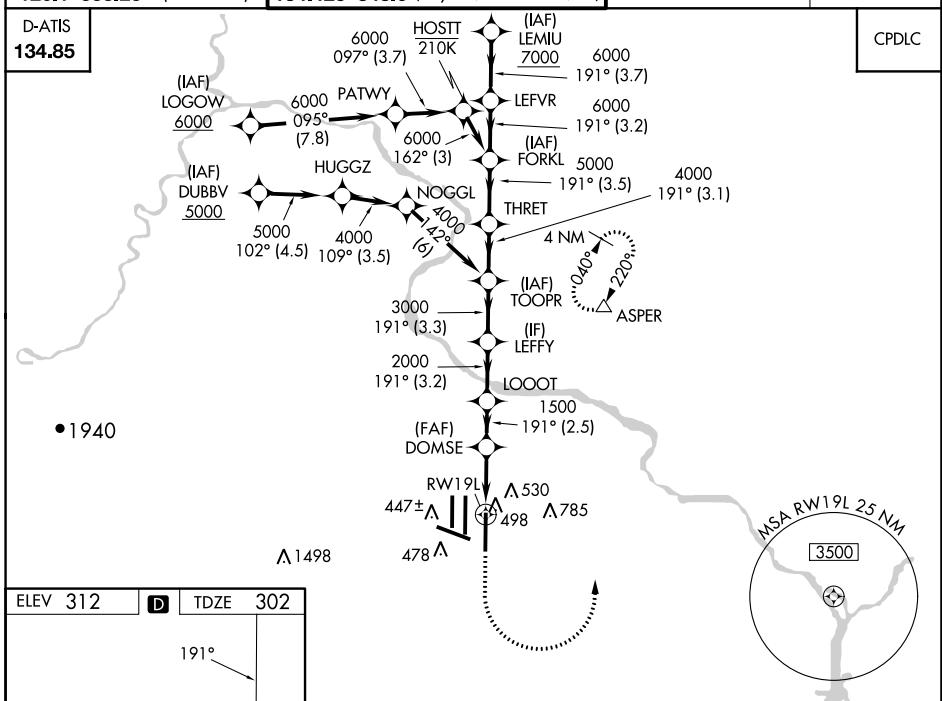 D-ATIS
134.85
CPDLC
HOSTT
210K
(IAF)
LEMIU
7000
6000
097° (3.7)
6000
191° (3.7)
(IAF)
LOGOW
6000
6000
095°
(7.8)
PATWY
LEFVR
6000
191° (3.2)
6000
162° (3)
(IAF)
FORKL
5000
191° (3.5)
4000
191° (3.1)
(IAF)
DUBBV
5000
HUGGZ
NOGGL
THRET
5000
102° (4.5)
4000
109° (3.5)
4000
142°
(6)
4 NM
040°
220°
ASPER
(IAF)
TOOPR
3000
191° (3.3)
(IF)
LEFFY
2000
191° (3.2)
LOOOT
1500
191° (2.5)
1940
(FAF)
DOMSE
RW19L
530
447±
498
785
1498
478
MSA RW19L 25 NM
3500
ELEV 312
D
TDZE 302
191°